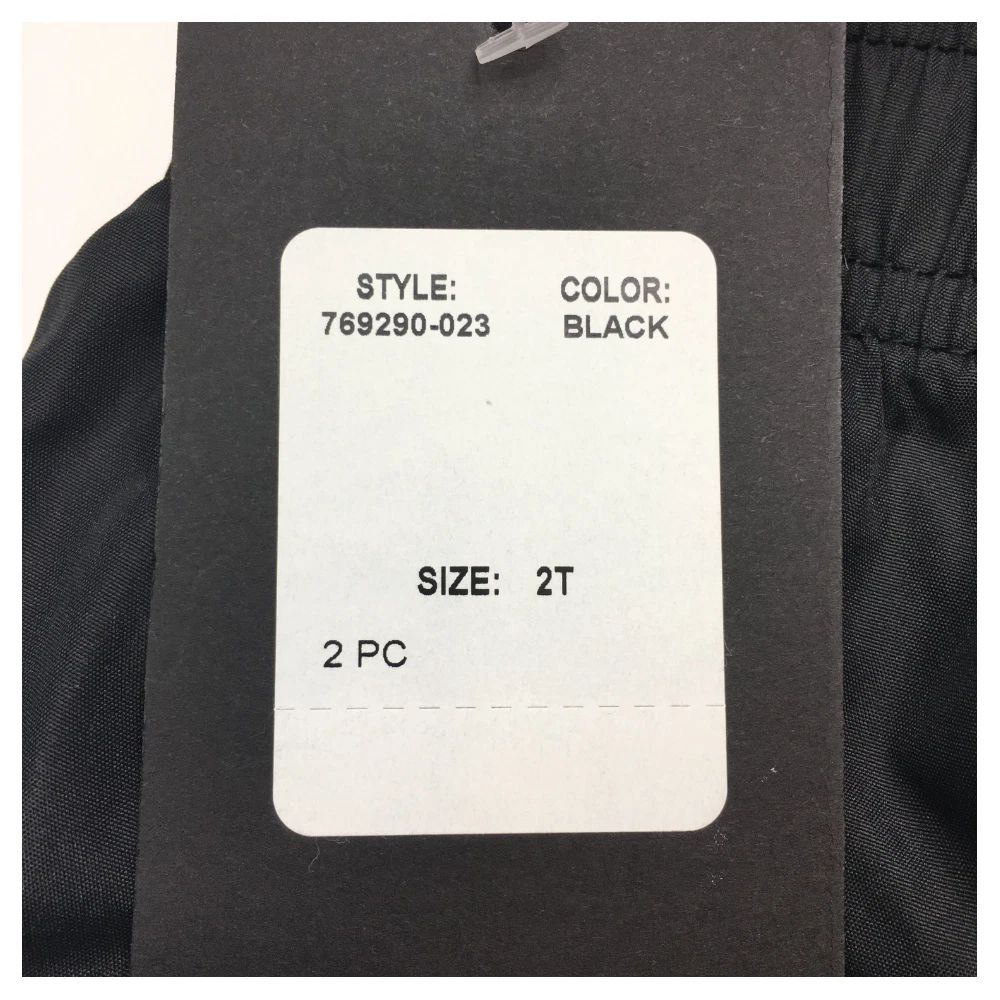 STYLE: COLOR:
769290-023 BLACK
SIZE: 2T
2 PC